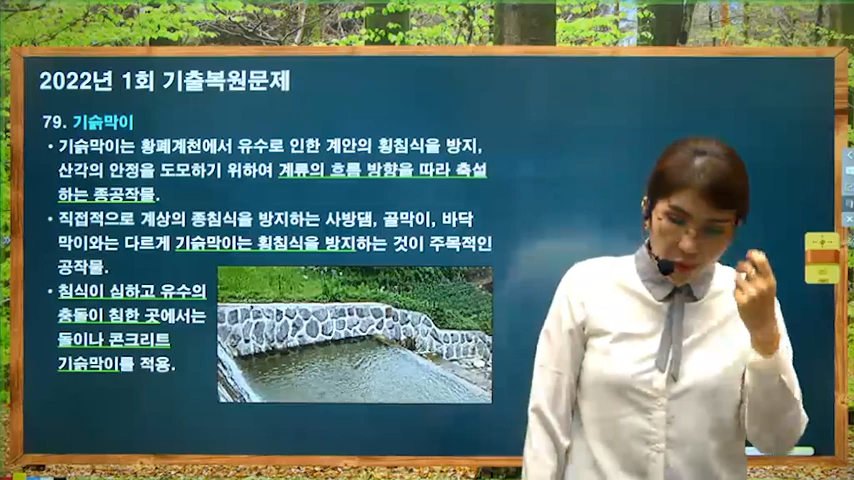 2022년 1회 기출복원문제
79. 기슭막이
• 기슭막이는 황폐계천에서 유수로 인한 계안의 횡침식을 방지,
산각의 안정을 도모하기 위하여 계류의 흐름 방향을 따라 축설
하는 종공작물.
• 직접적으로 계상의 종침식을 방지하는 사방댐, 골막이, 바닥
막이와는 다르게 기슭막이는 횡침식을 방지하는 것이 주목적인
공작물.
• 침식이 심하고 유수의
충돌이 심한 곳에서는
돌이나 콘크리트
기슭막이를 적용.